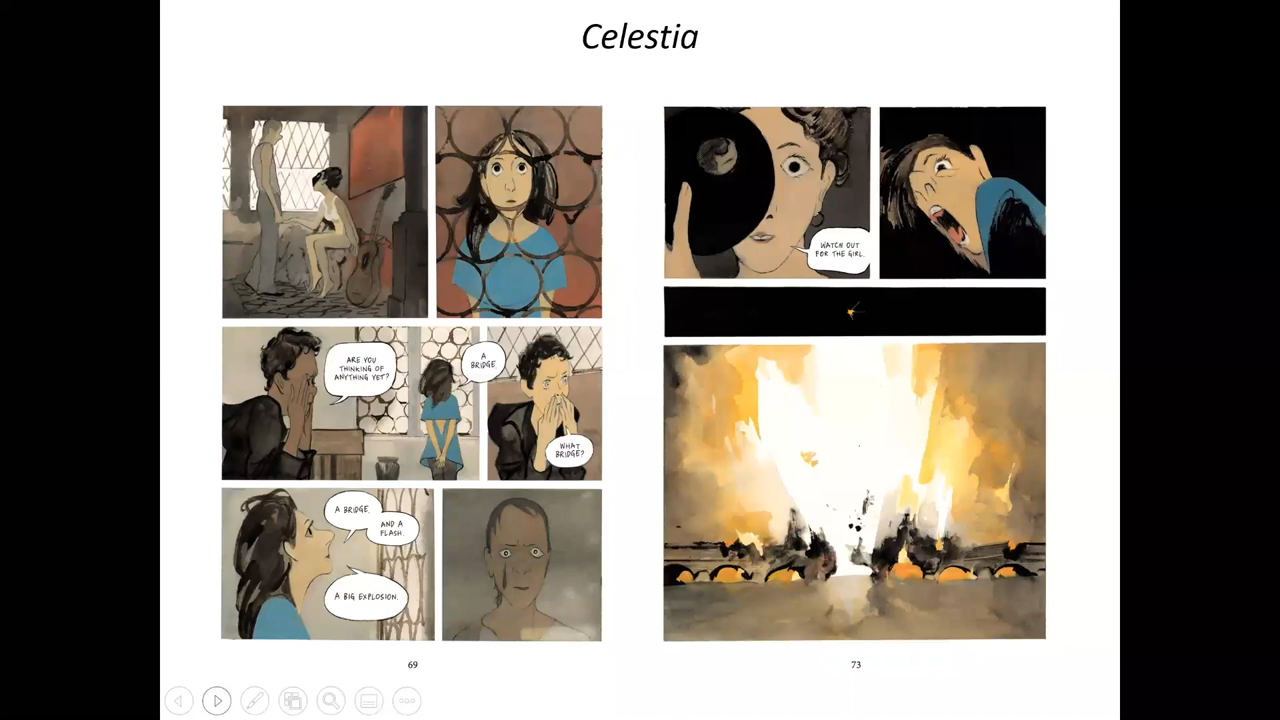 Celestia
ARE YOU
THINKING OF
ANYTHING YET?
A
BRIDGE.
WHAT
BRIDGE?
A BRIDGE.
AND A
FLASH.
A BIG EXPLOSION.
69
WATCH OUT
FOR THE GIRL.
73